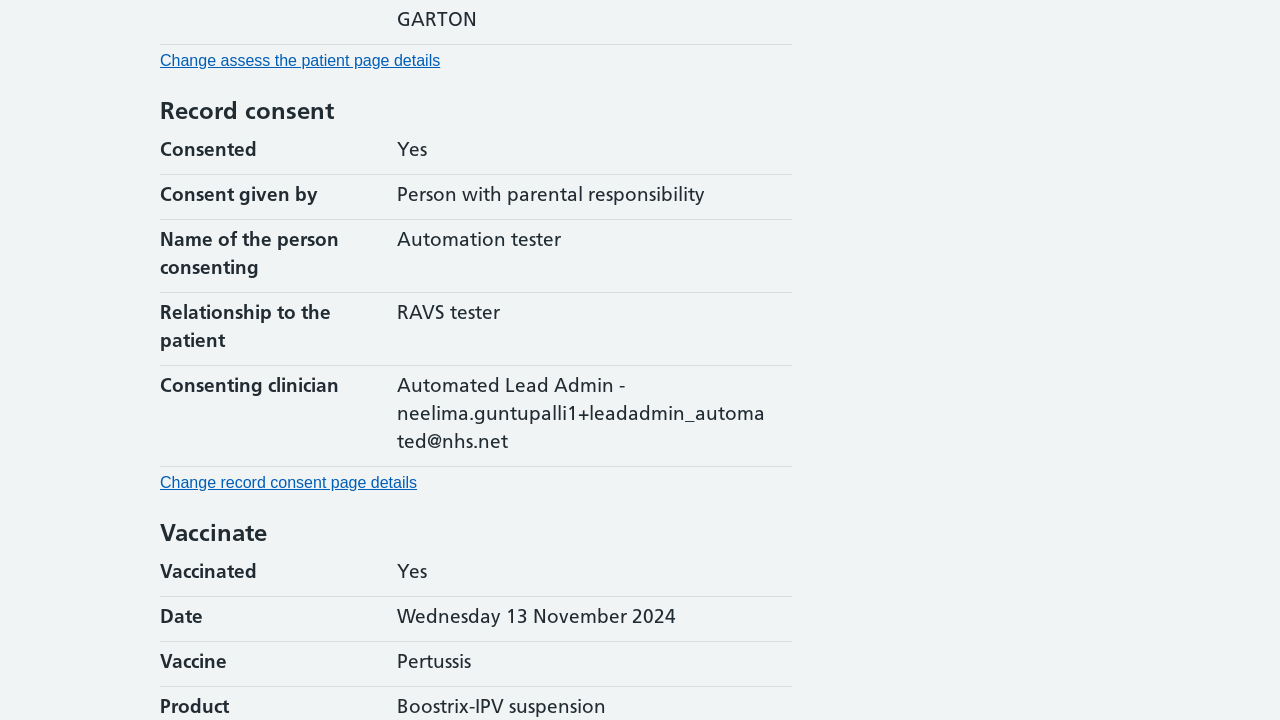 GARTON
Change assess the patient page details
Record consent
Consented Yes
Consent given by Person with parental responsibility
Name of the person consenting Automation tester
Relationship to the patient RAVS tester
Consenting clinician Automated Lead Admin -
neelima.guntupalli1+leadadmin_automa
ted@nhs.net
Change record consent page details
Vaccinate
Vaccinated Yes
Date Wednesday 13 November 2024
Vaccine Pertussis
Product Boostrix-IPV suspension